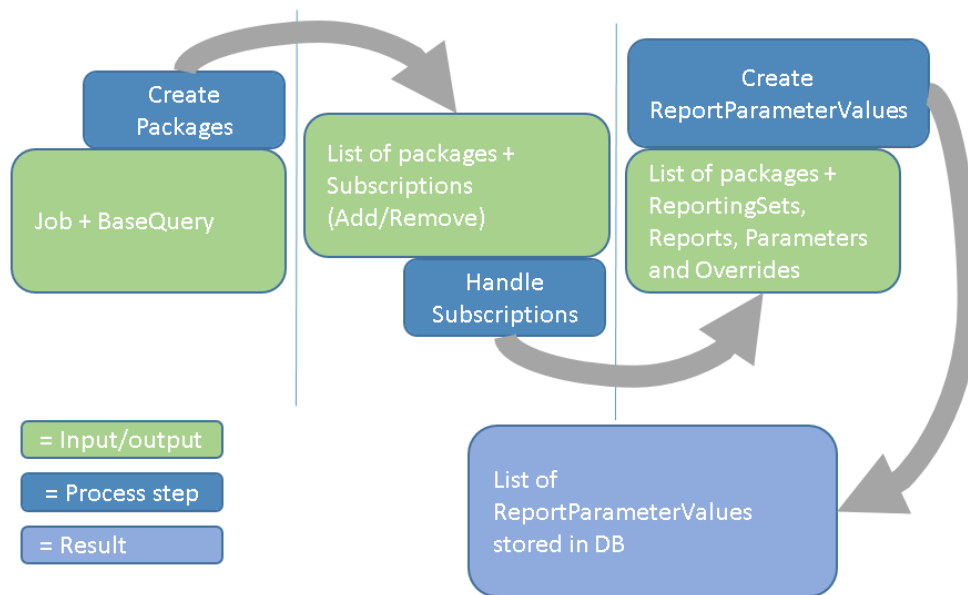 Create
Packages
Job + BaseQuery
List of packages +
Subscriptions
(Add/Remove)
Handle
Subscriptions
Create
ReportParameterValues
List of packages +
ReportingSets,
Reports, Parameters
and Overrides
= Input/output
= Process step
= Result
List of
ReportParameterValues
stored in DB